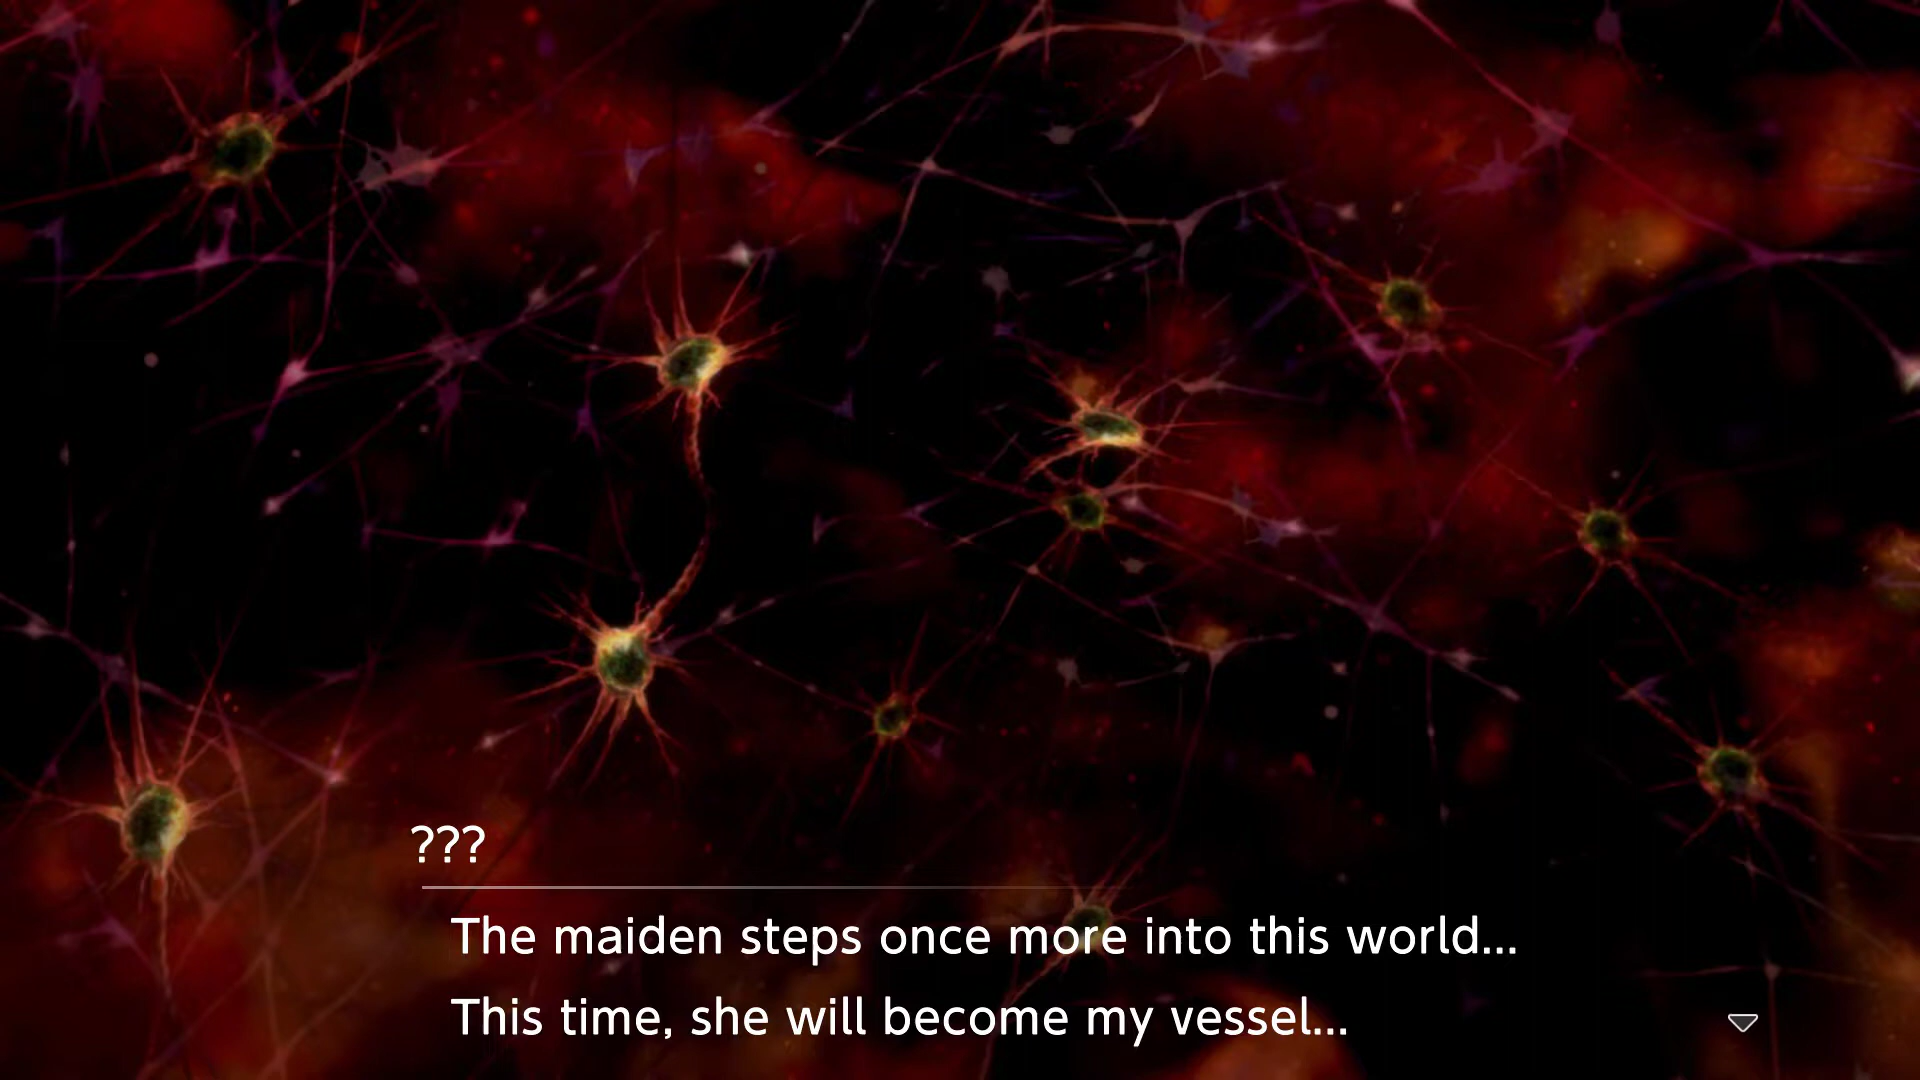 ???
The maiden steps once more into this world...
This time, she will become my vessel...